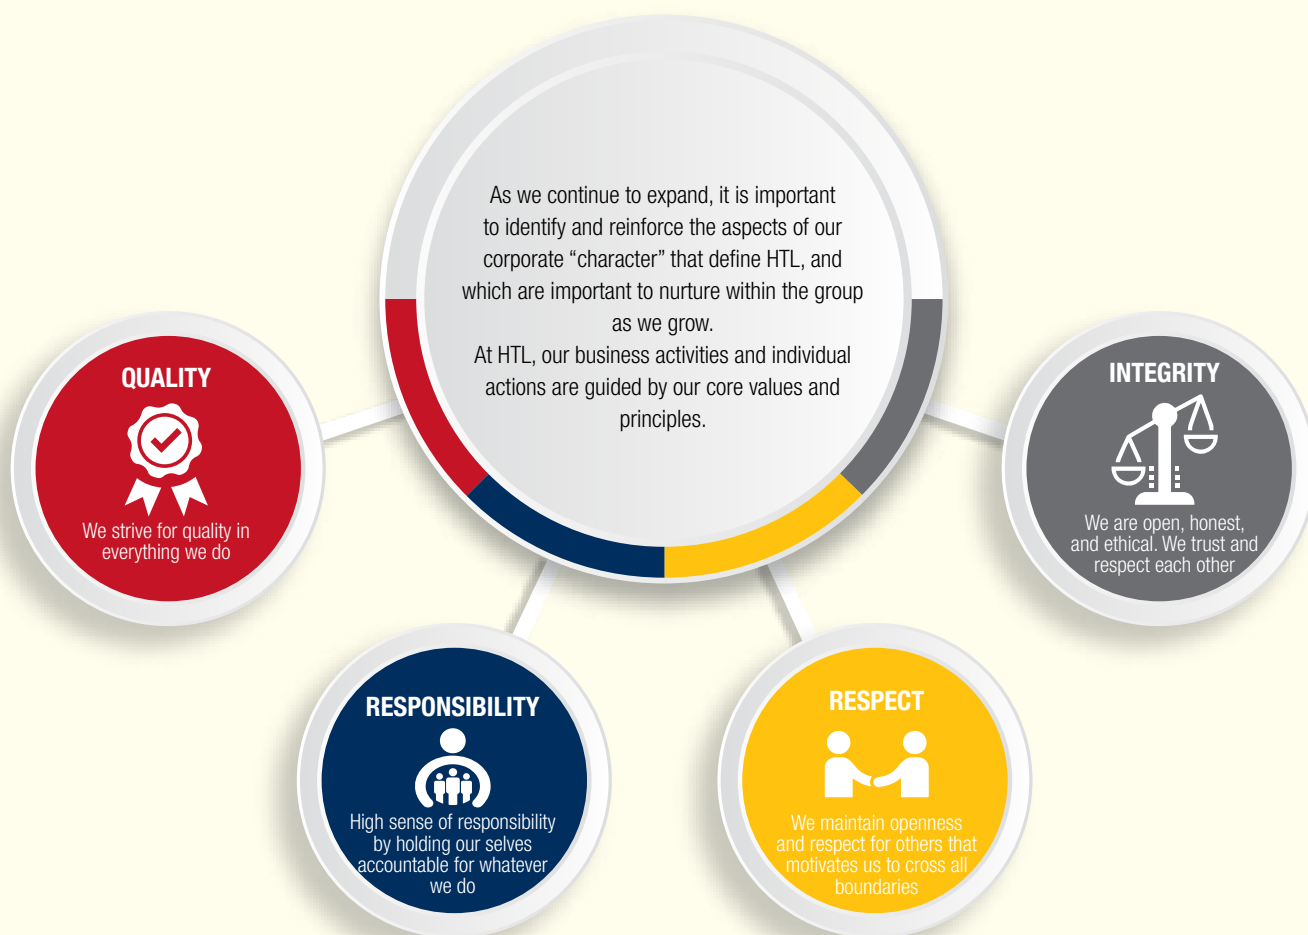 As we continue to expand, it is important
to identify and reinforce the aspects of our
corporate “character” that define HTL, and
which are important to nurture within the group
as we grow.
At HTL, our business activities and individual
actions are guided by our core values and
principles.
QUALITY
We strive for quality in
everything we do
RESPONSIBILITY
High sense of responsibility
by holding our selves
accountable for whatever
we do
RESPECT
We maintain openness
and respect for others that
motivates us to cross all
boundaries
INTEGRITY
We are open, honest,
and ethical. We trust and
respect each other